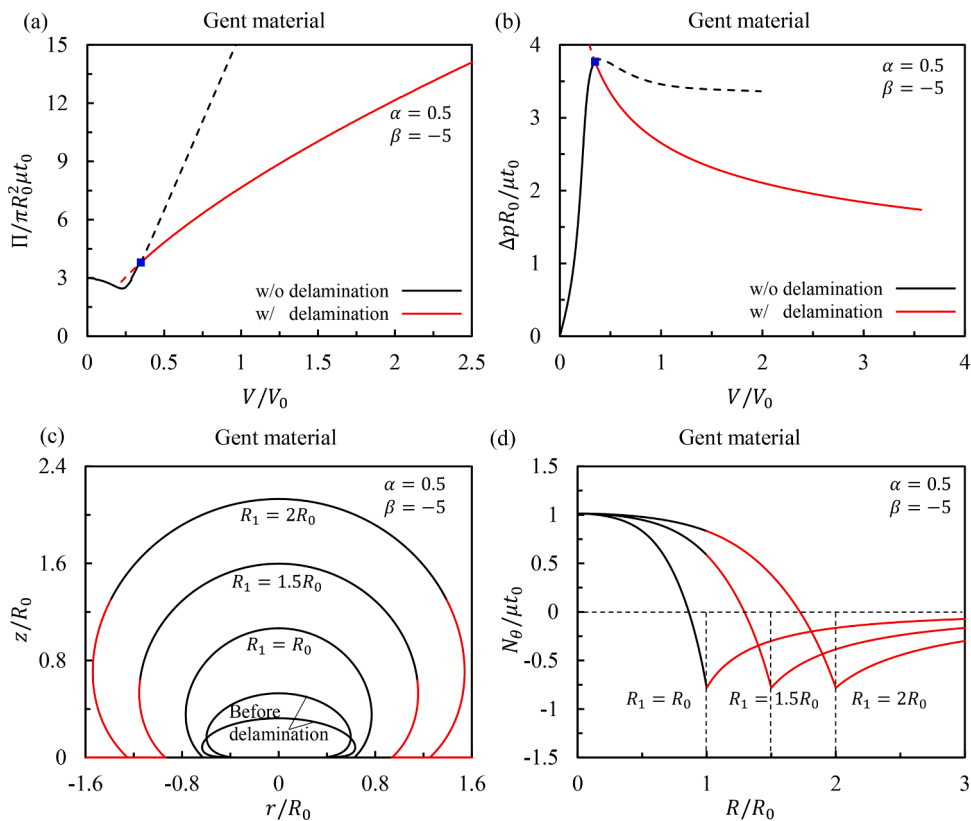 (a) Gent material
15
12
9
6
3
0
Π/πR₀²μt₀
α = 0.5
β = −5
w/o delamination
w/ delamination
0 0.5 1 1.5 2 2.5
V/V₀
(b) Gent material
4
3
2
1
0
ΔpR₀/μt₀
α = 0.5
β = −5
w/o delamination
w/ delamination
0 1 2 3 4
V/V₀
(c) Gent material
2.4
1.6
0.8
0
z/R₀
α = 0.5
β = −5
R₁ = 2R₀
R₁ = 1.5R₀
R₁ = R₀
Before
delamination
-1.6 -0.8 0 0.8 1.6
r/R₀
(d) Gent material
1.5
1
0.5
0
-0.5
-1
-1.5
N_θ/μt₀
α = 0.5
β = −5
R₁ = R₀ R₁ = 1.5R₀ R₁ = 2R₀
0 1 2 3
R/R₀